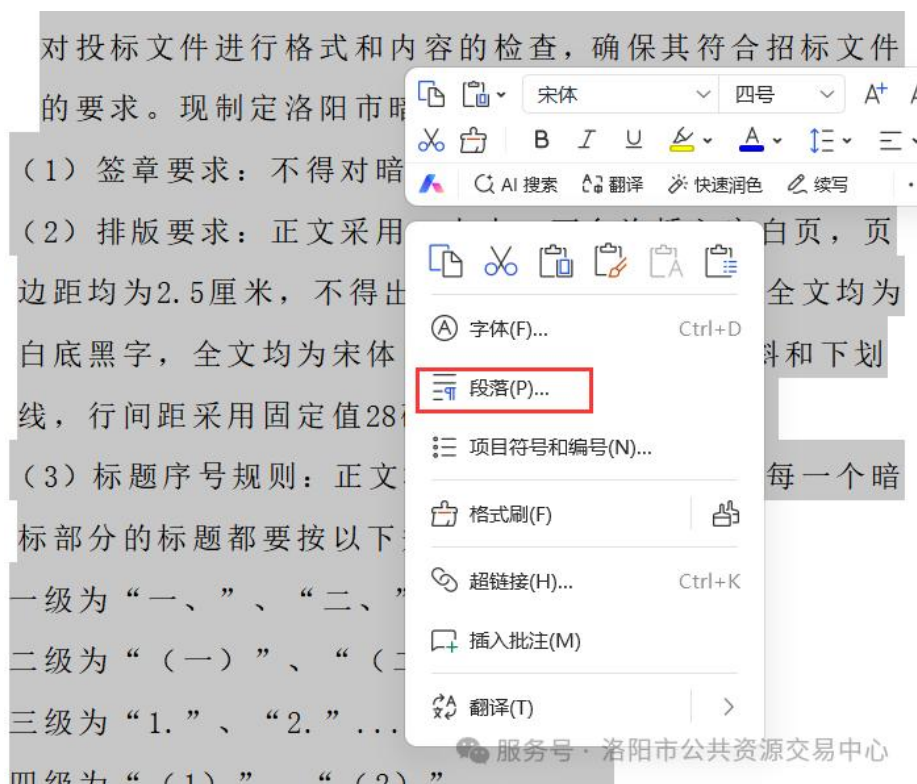 对投标文件进行格式和内容的检查，确保其符合招标文件
的要求。现制定洛阳市暗
宋体
四号
A+
B I U A
AI 搜索 翻译 快速润色 续写
（1）签章要求：不得对暗
（2）排版要求：正文采用
白页，页
边距均为2.5厘米，不得出
全文均为
白底黑字，全文均为宋体
和下划
线，行间距采用固定值28
（3）标题序号规则：正文
每一个暗
标部分的标题都要按以下
一级为“一、”、“二、”
二级为“（一）”、“（二
三级为“1.”、“2.”...
四级为“（1）”、“（2）”
字体(F)... Ctrl+D
段落(P)...
项目符号和编号(N)...
格式刷(F)
超链接(H)... Ctrl+K
插入批注(M)
翻译(T)
服务号 · 洛阳市公共资源交易中心